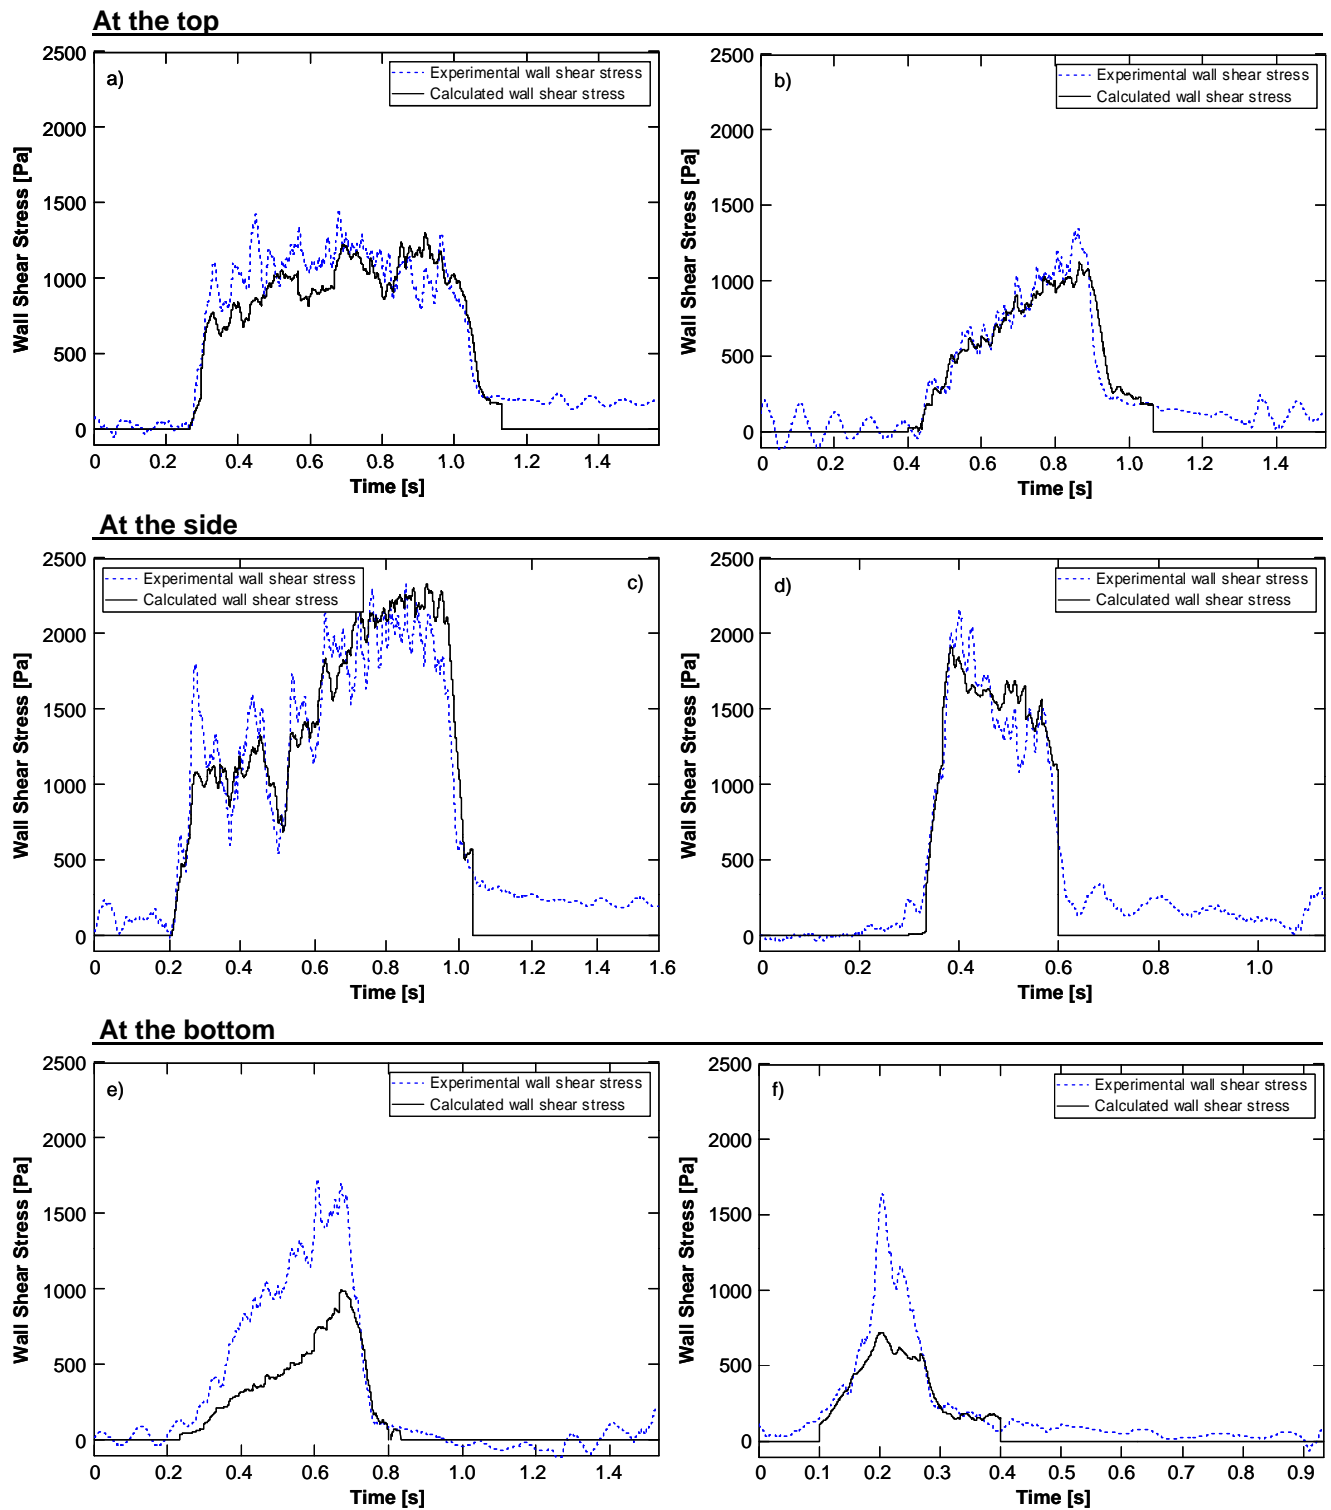 At the top
a)
Experimental wall shear stress
Calculated wall shear stress
2500
2000
1500
1000
500
0
Wall Shear Stress [Pa]
0 0.2 0.4 0.6 0.8 1.0 1.2 1.4
Time [s]
b)
Experimental wall shear stress
Calculated wall shear stress
2500
2000
1500
1000
500
0
Wall Shear Stress [Pa]
0 0.2 0.4 0.6 0.8 1.0 1.2 1.4
Time [s]
At the side
Experimental wall shear stress
Calculated wall shear stress
c)
2500
2000
1500
1000
500
0
Wall Shear Stress [Pa]
0 0.2 0.4 0.6 0.8 1.0 1.2 1.4 1.6
Time [s]
d)
Experimental wall shear stress
Calculated wall shear stress
2500
2000
1500
1000
500
0
Wall Shear Stress [Pa]
0 0.2 0.4 0.6 0.8 1.0
Time [s]
At the bottom
e)
Experimental wall shear stress
Calculated wall shear stress
2500
2000
1500
1000
500
0
Wall Shear Stress [Pa]
0 0.2 0.4 0.6 0.8 1.0 1.2 1.4
Time [s]
f)
Experimental wall shear stress
Calculated wall shear stress
2500
2000
1500
1000
500
0
Wall Shear Stress [Pa]
0 0.1 0.2 0.3 0.4 0.5 0.6 0.7 0.8 0.9
Time [s]